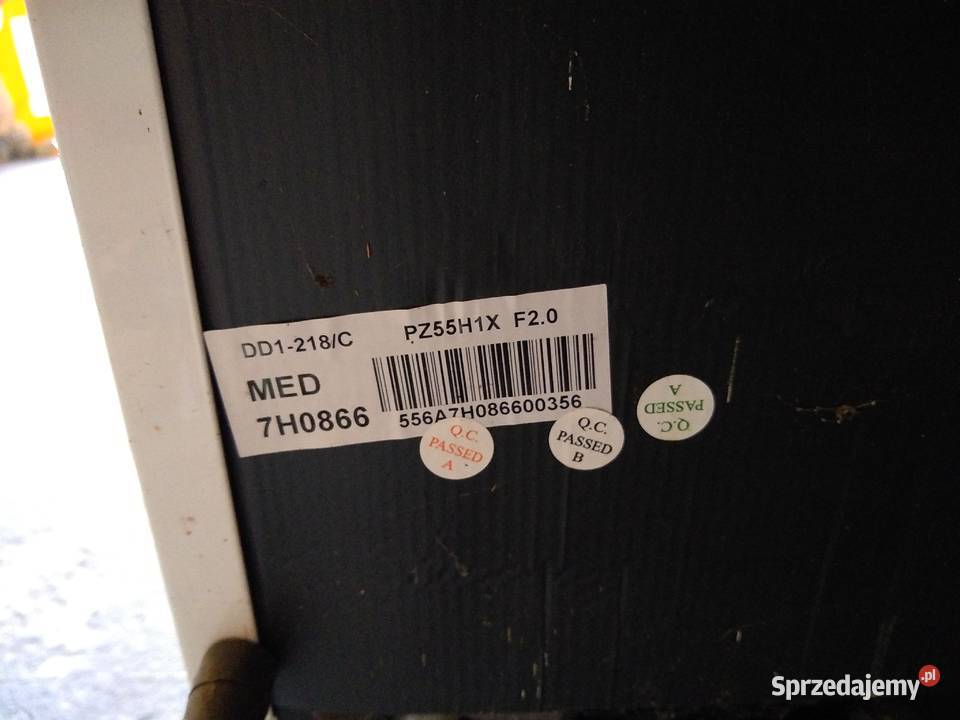 DD1-218/C PZ55H1X F2.0
MED
7H0866 556A7H086600356
Q.C.
PASSED
A
Q.C.
PASSED
B
Q.C.
PASSED
A
Sprzedajemy.pl